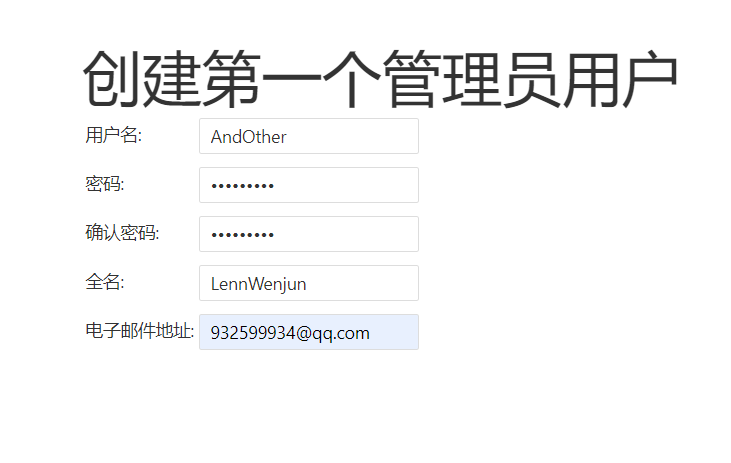 创建第一个管理员用户
用户名: AndOther
密码: •••••••••
确认密码: •••••••••
全名: LennWenjun
电子邮件地址: 932599934@qq.com